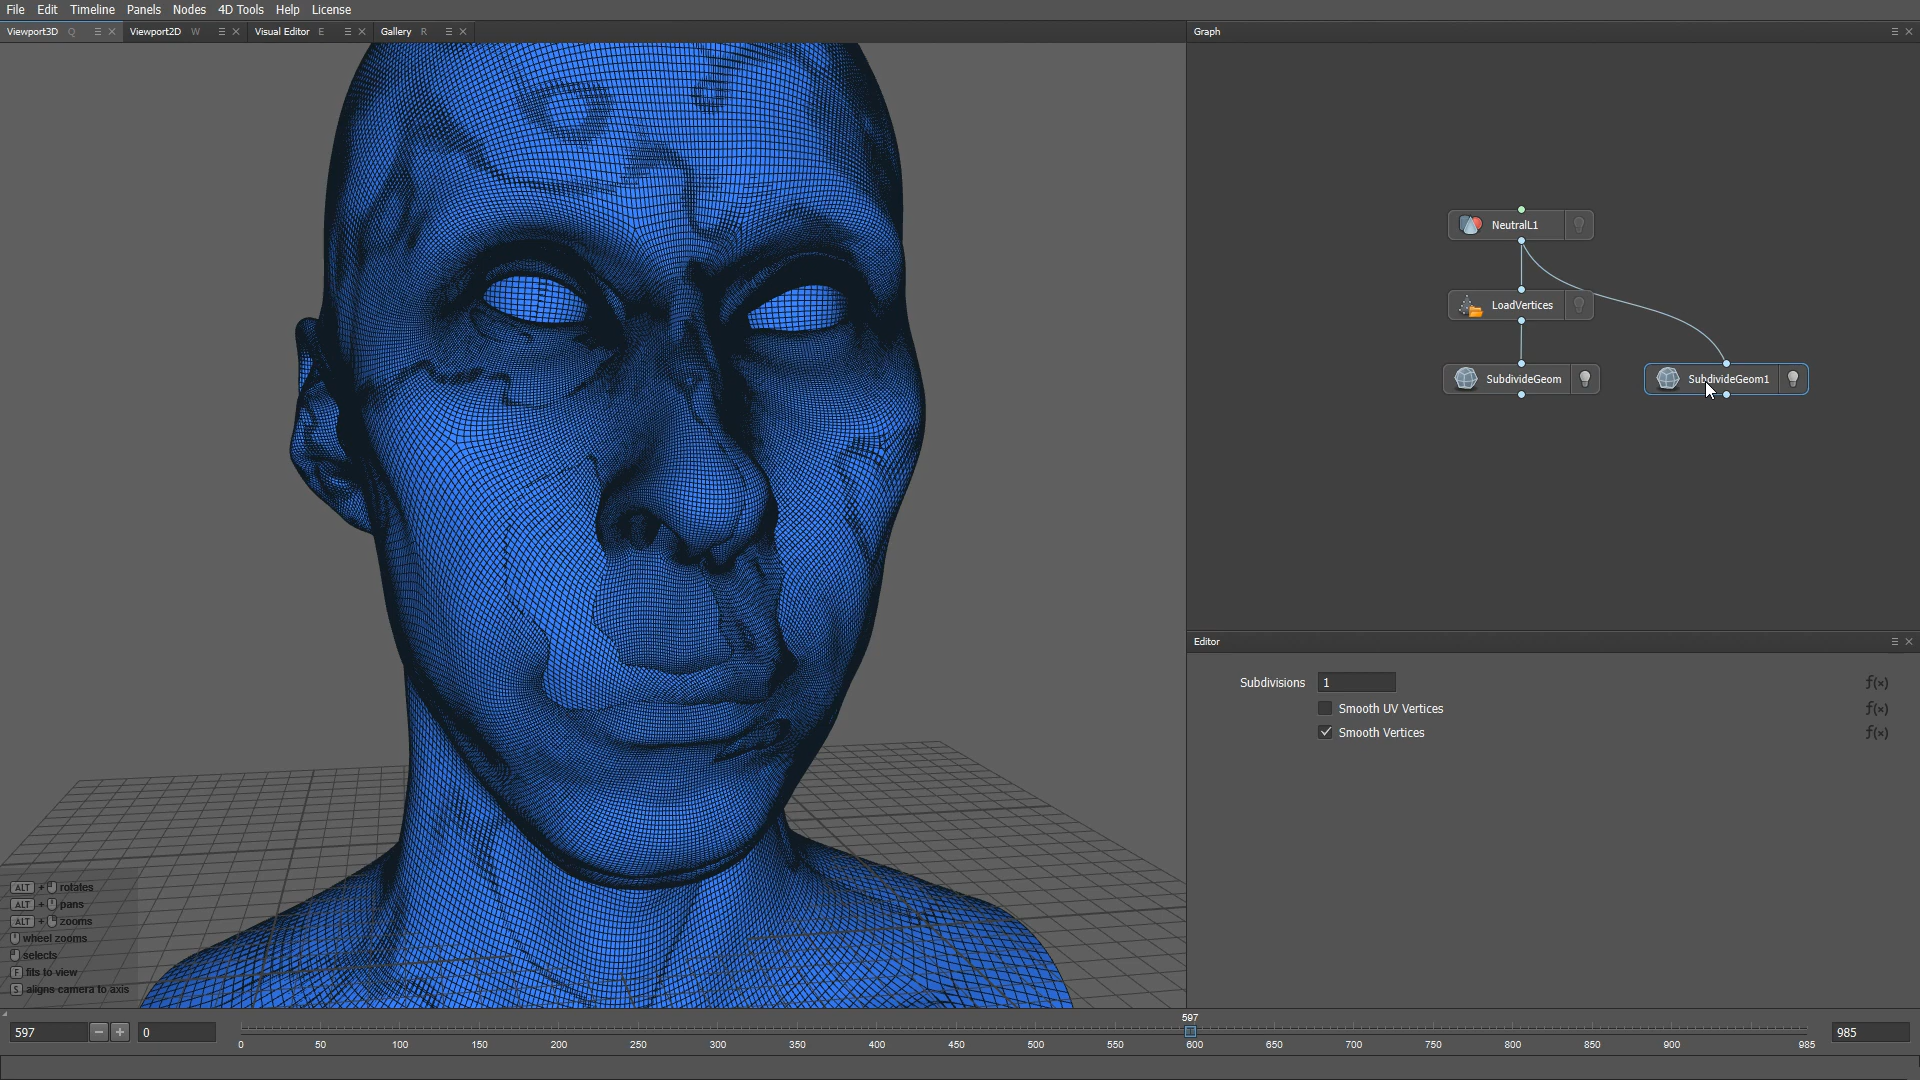 File Edit Timeline Panels Nodes 4D Tools Help License
Viewport3D Q Viewport2D W Visual Editor E Gallery R
Graph
NeutralL1
LoadVertices
SubdivideGeom
SubdivideGeom1
Editor
Subdivisions 1 f(x)
Smooth UV Vertices f(x)
Smooth Vertices f(x)
ALT + rotates
ALT + pans
ALT + zooms
wheel zooms
selects
F fits to view
S aligns camera to axis
597
597 − + 0 985
0 50 100 150 200 250 300 350 400 450 500 550 600 650 700 750 800 850 900 985